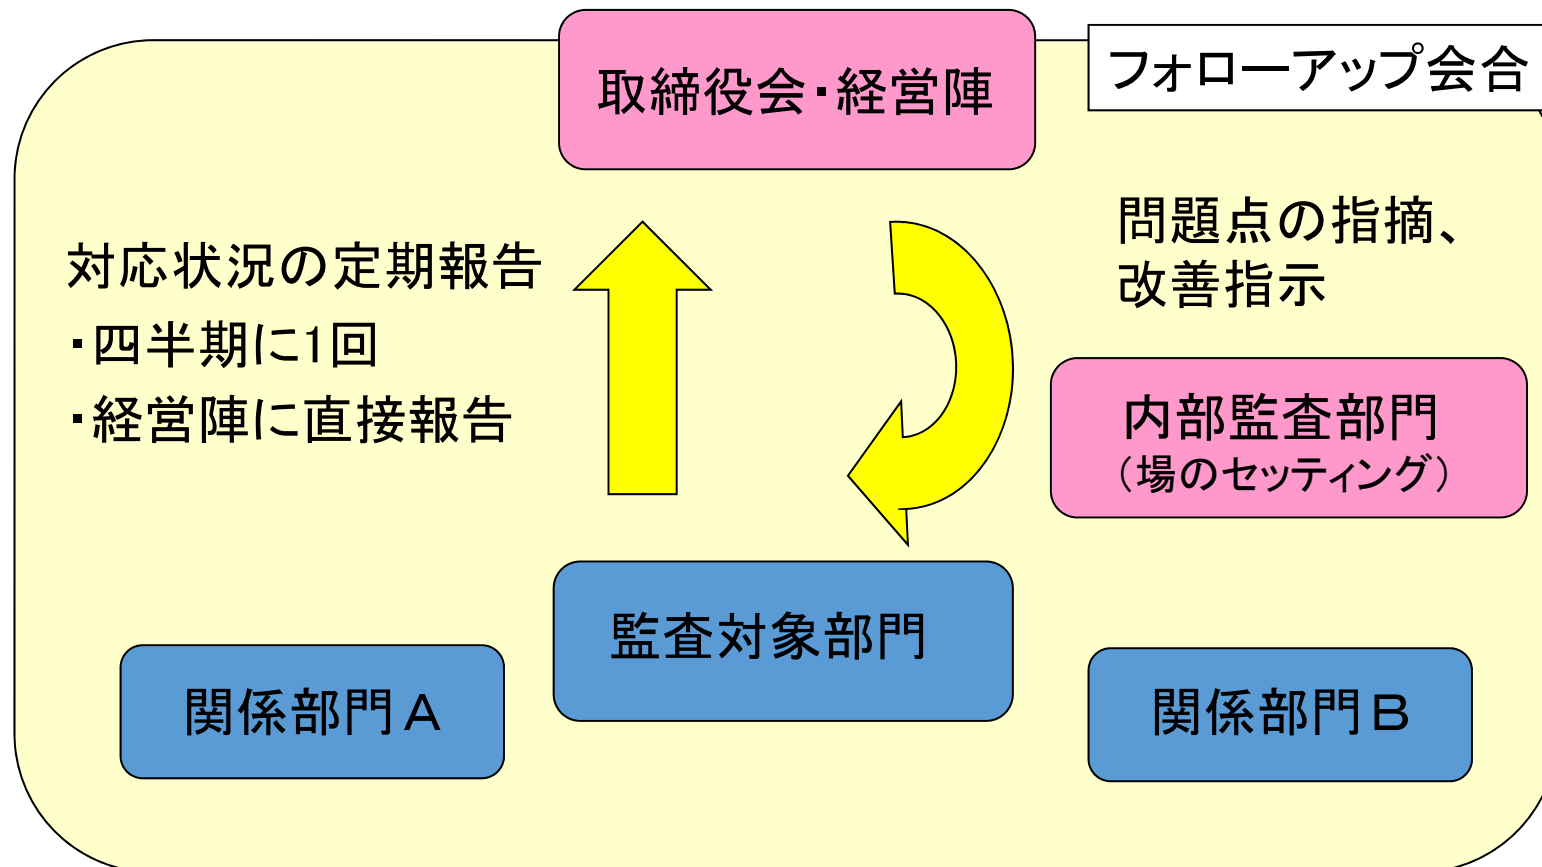 取締役会・経営陣
フォローアップ会合
対応状況の定期報告
・四半期に1回
・経営陣に直接報告
問題点の指摘、
改善指示
内部監査部門
（場のセッティング）
監査対象部門
関係部門Ａ
関係部門Ｂ